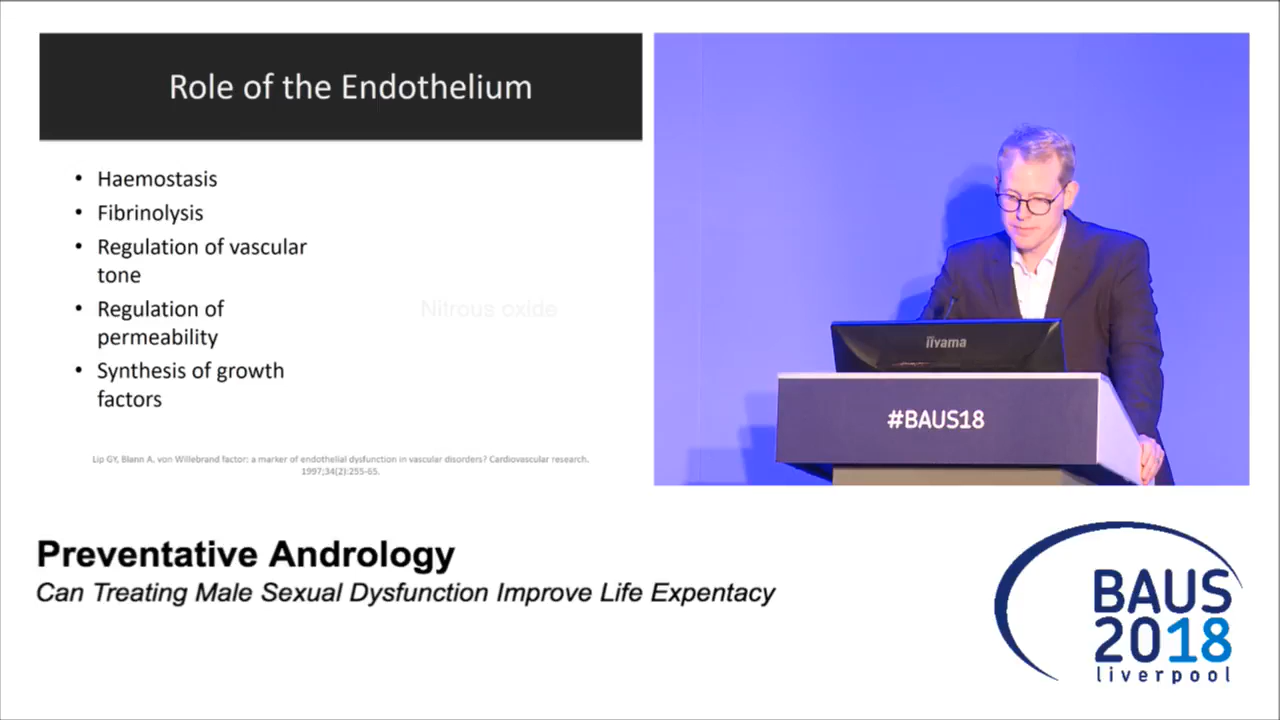 Role of the Endothelium
• Haemostasis
• Fibrinolysis
• Regulation of vascular
tone
• Regulation of
permeability
• Synthesis of growth
factors
Nitrous oxide
Lip GY, Blann A. von Willebrand factor: a marker of endothelial dysfunction in vascular disorders? Cardiovascular research.
1997;34(2):255-65.
iiyama
#BAUS18
Preventative Andrology
Can Treating Male Sexual Dysfunction Improve Life Expentacy
BAUS
2018
liverpool